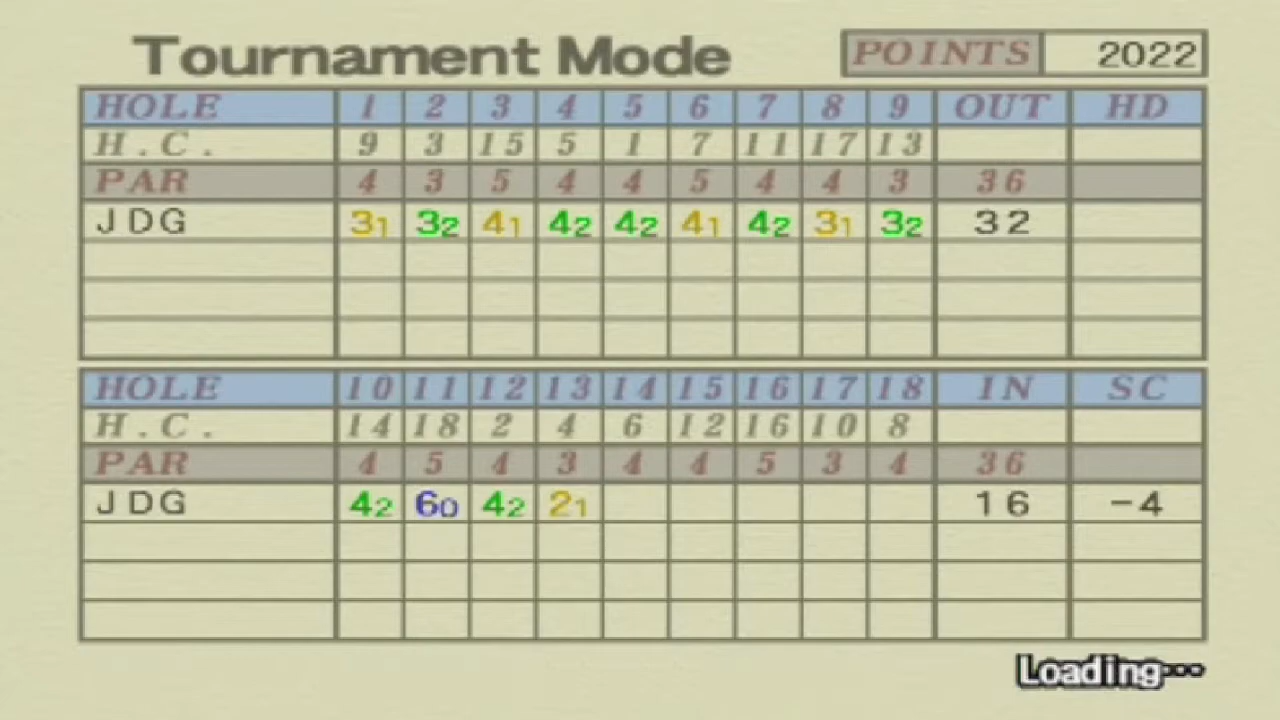 Tournament Mode POINTS 2022
HOLE 1 2 3 4 5 6 7 8 9 OUT HD
H.C. 9 3 15 5 1 7 11 17 13
PAR 4 3 5 4 4 5 4 4 3 36
JDG 31 32 41 42 42 41 42 31 32 32
HOLE 10 11 12 13 14 15 16 17 18 IN SC
H.C. 14 18 2 4 6 12 16 10 8
PAR 4 5 4 3 4 4 5 3 4 36
JDG 42 60 42 21 16 -4
Loading···